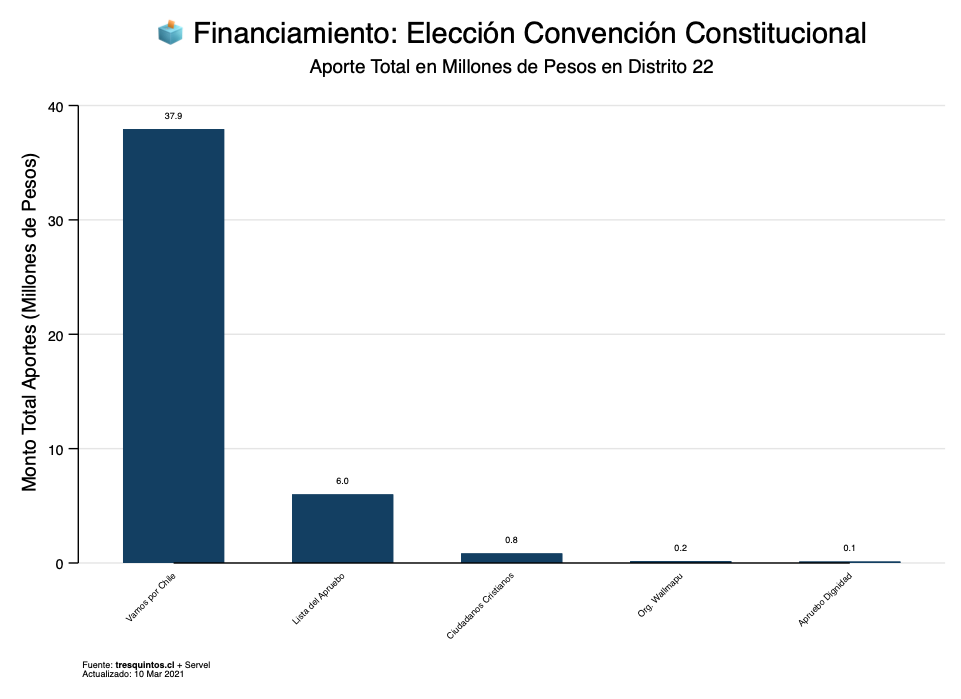 Financiamiento: Elección Convención Constitucional
Aporte Total en Millones de Pesos en Distrito 22
Monto Total Aportes (Millones de Pesos)
40
30
20
10
0
37.9
6.0
0.8
0.2
0.1
Vamos por Chile
Lista del Apruebo
Ciudadanos Cristianos
Org. Wallmapu
Apruebo Dignidad
Fuente: tresquintos.cl + Servel
Actualizado: 10 Mar 2021